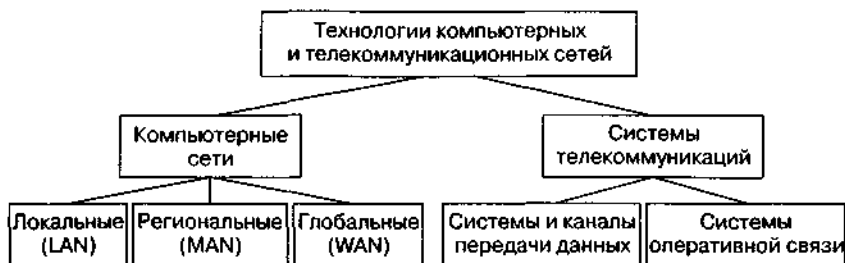 Технологии компьютерных
и телекоммуникационных сетей
Компьютерные
сети
Системы
телекоммуникаций
Локальные
(LAN)
Региональные
(MAN)
Глобальные
(WAN)
Системы и каналы
передачи данных
Системы
оперативной связи